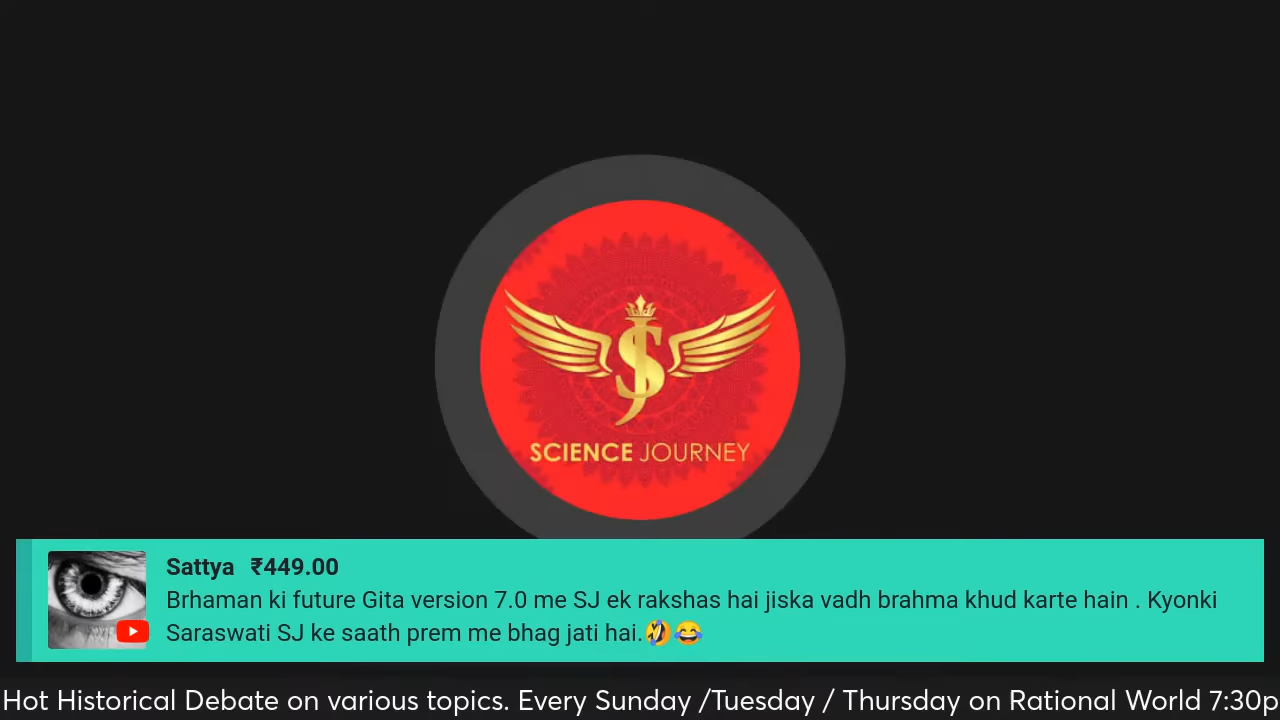 SJ
SCIENCE JOURNEY
Sattya ₹449.00
Brhaman ki future Gita version 7.0 me SJ ek rakshas hai jiska vadh brahma khud karte hain . Kyonki
Saraswati SJ ke saath prem me bhag jati hai.🤣😂
Hot Historical Debate on various topics. Every Sunday /Tuesday / Thursday on Rational World 7:30p